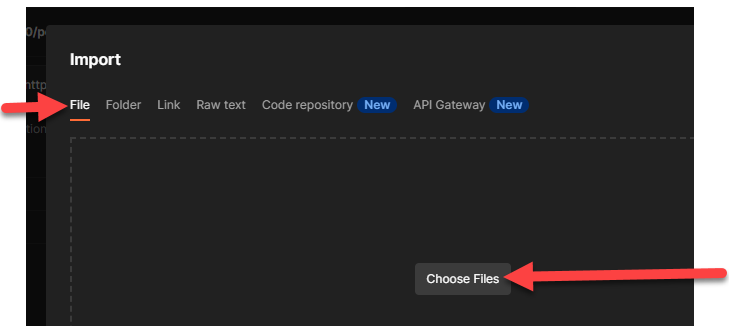 0/p
Import
http
File Folder Link Raw text Code repository New API Gateway New
tion
Choose Files